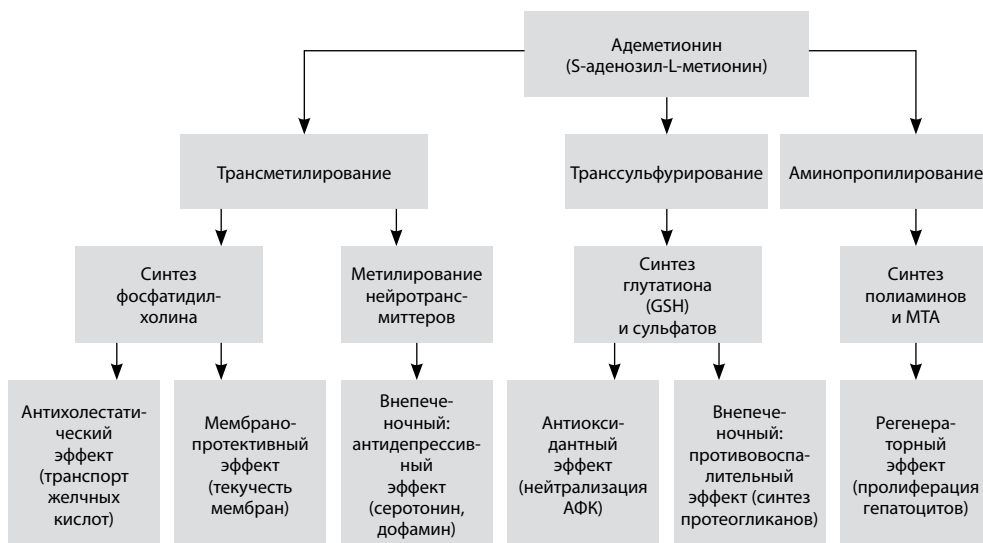 Адеметионин
(S-аденозил-L-метионин)
Трансметилирование
Транссульфурирование
Аминопропилирование
Синтез
фосфатидил-
холина
Метилирование
нейротранс-
миттеров
Синтез
глутатиона
(GSH)
и сульфатов
Синтез
полиаминов
и МТА
Антихолестати-
ческий
эффект
(транспорт
желчных
кислот)
Мембрано-
протективный
эффект
(текучесть
мембран)
Внепече-
ночный:
антидепрессив-
ный
эффект
(серотонин,
дофамин)
Антиокси-
дантный
эффект
(нейтрализация
АФК)
Внепече-
ночный:
противовоспа-
лительный
эффект (синтез
протеогликанов)
Регенера-
торный
эффект
(пролиферация
гепатоцитов)